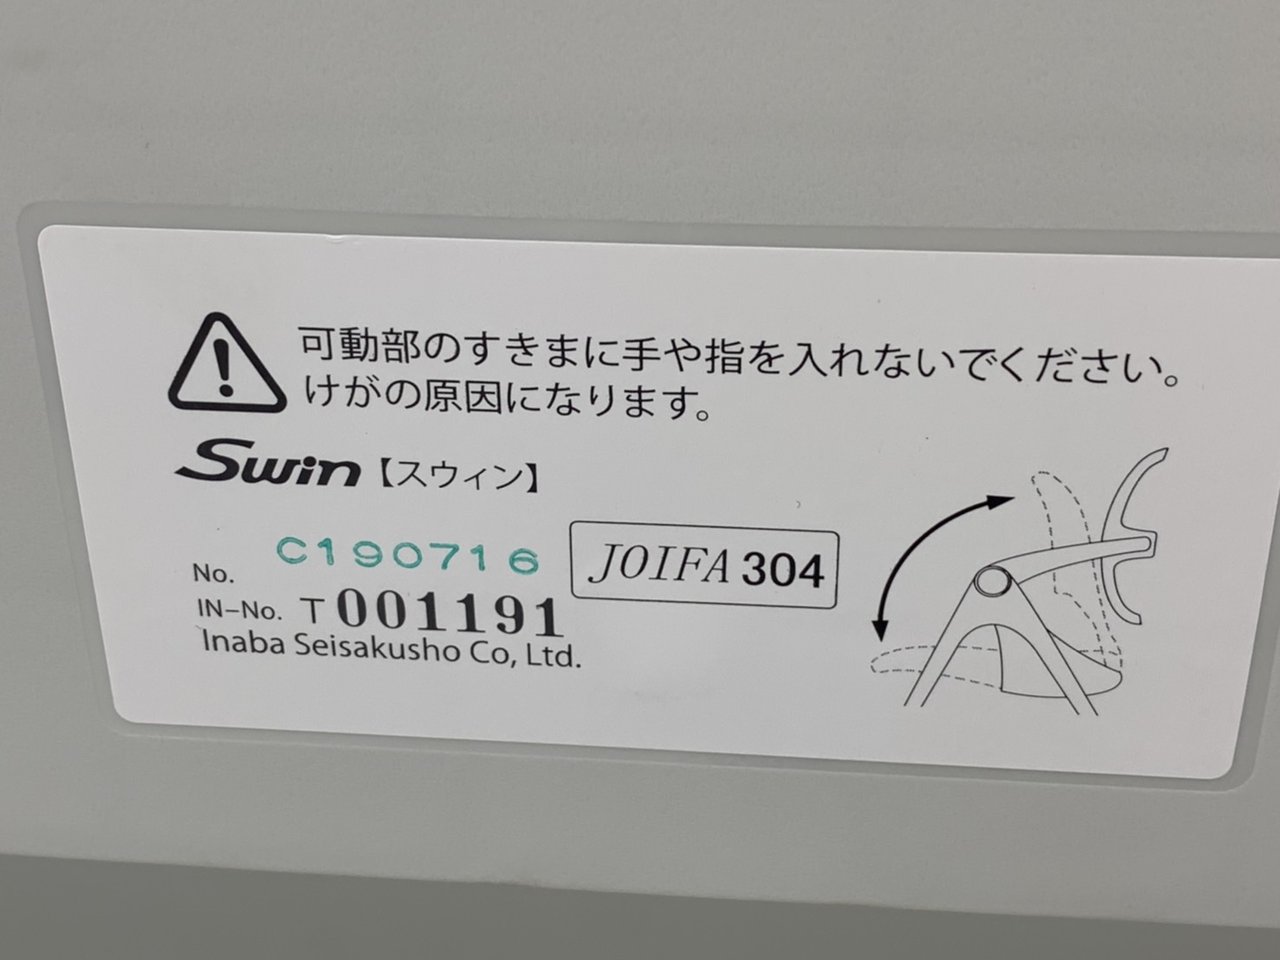 可動部のすきまに手や指を入れないでください。
けがの原因になります。
Swin【スウィン】
No. C190716
JOIFA 304
IN-No. T001191
Inaba Seisakusho Co, Ltd.